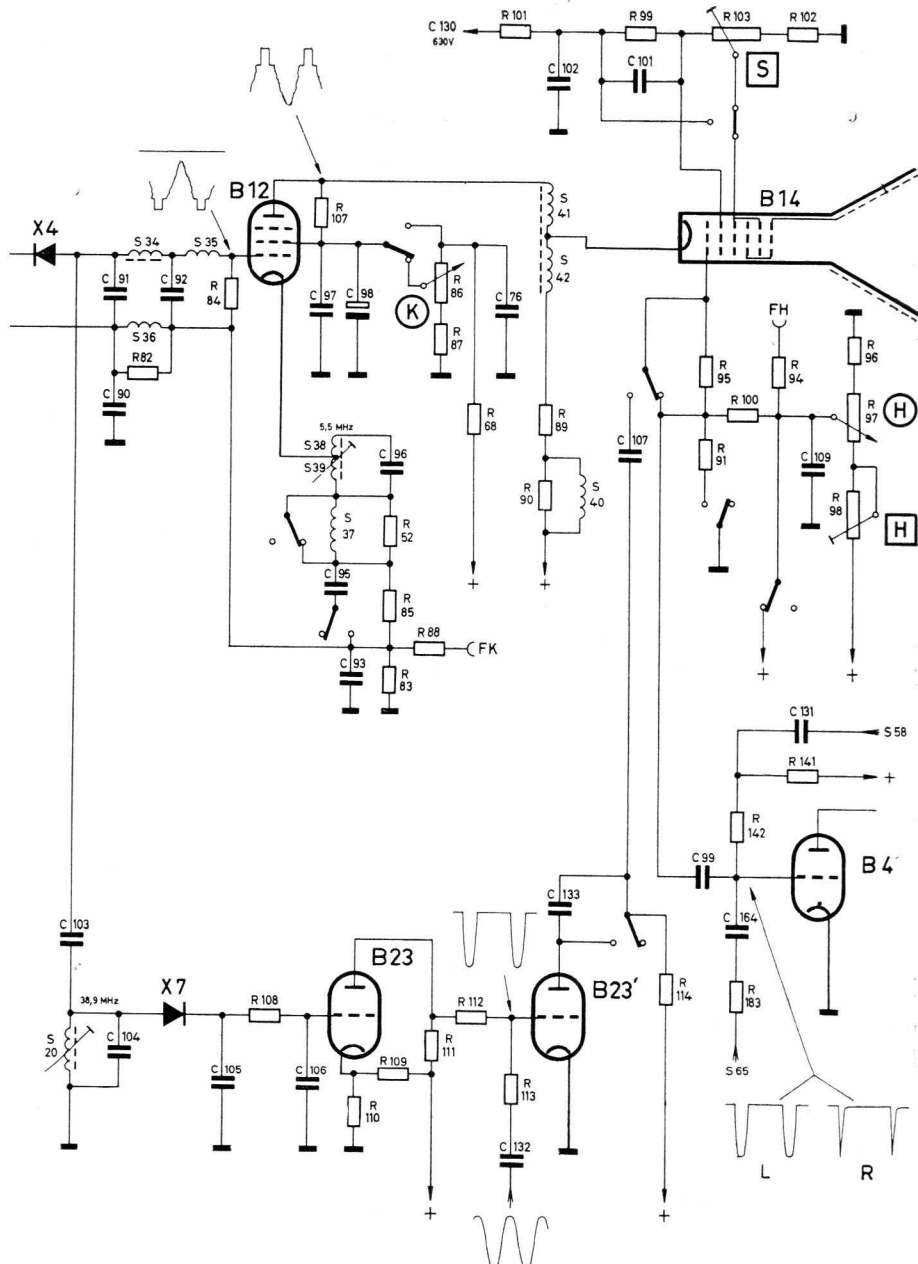 C 130
630V
R 101
R 99
R 103
R 102
C 101
C 102
S
B12
R 107
S 41
S 42
B 14
X4
S 34
S 35
C 91
C 92
R 84
S 36
R82
C 90
C 97
C 98
K
R 86
R 87
C 76
R 68
R 89
R 90
S 40
FH
R 95
R 94
R 96
R 100
R 97
H
R 91
C 109
R 98
H
C 107
5,5 MHz
S38
S39
C 96
S 37
R 52
C 95
R 85
R 88
FK
C 93
R 83
+
+
+
+
C 131
S 58
R 141
+
R 142
C 99
B 4'
C 164
R 183
S 65
L
R
C 103
38,9 MHz
X7
S 20
C 104
R 108
C 105
C 106
B23
R 109
R 110
R 111
R 112
C 133
B23'
R 113
C 132
R 114
+
+